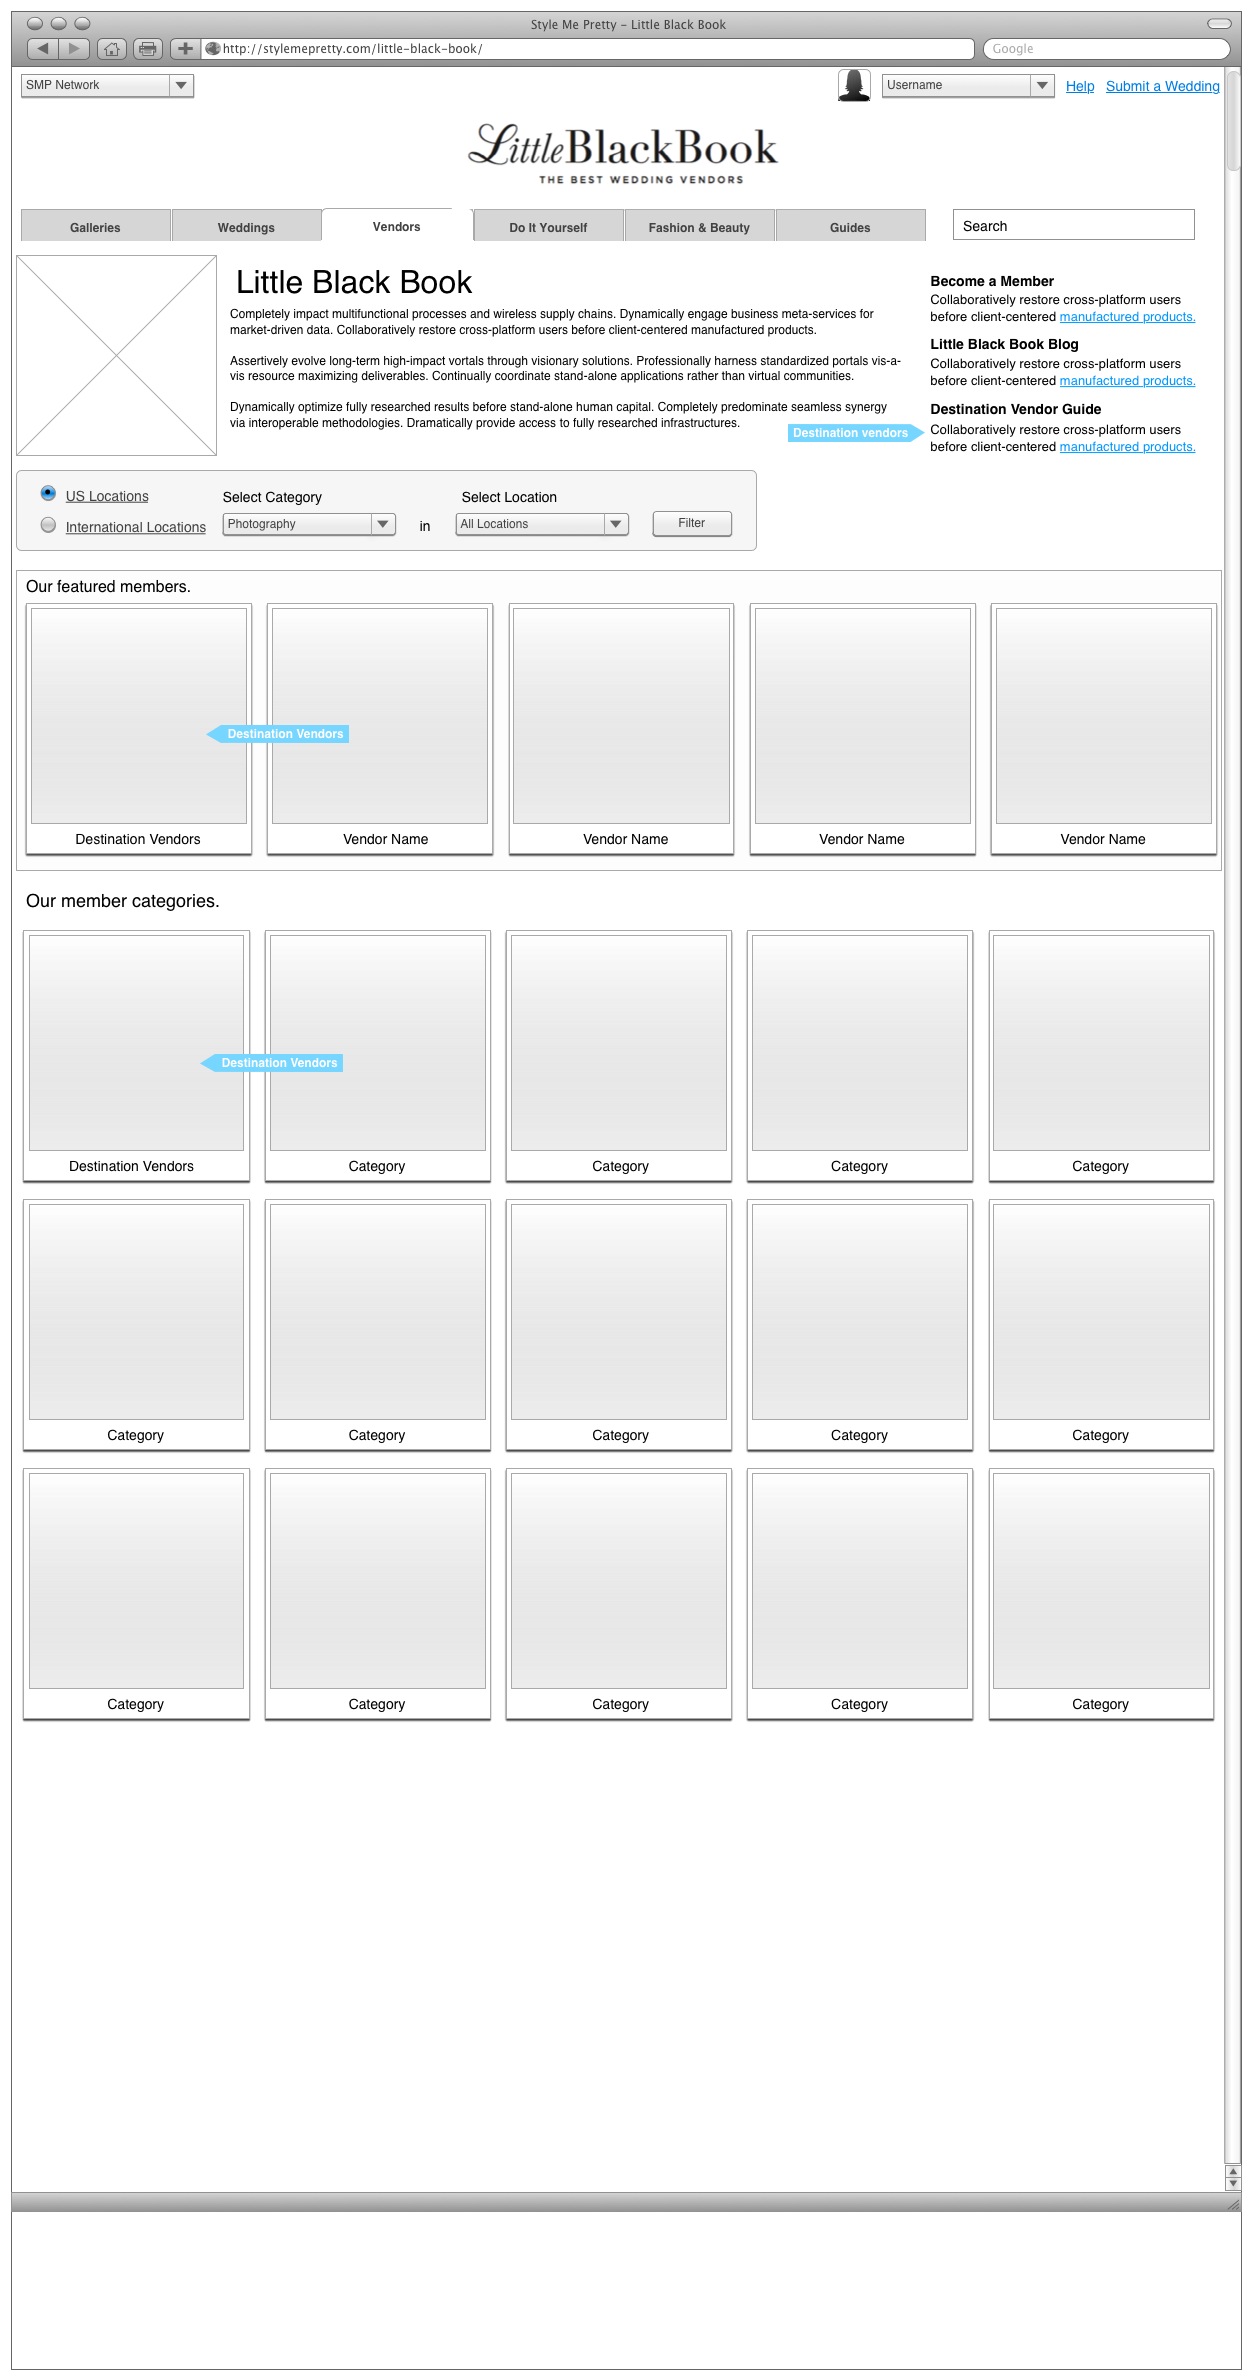 Style Me Pretty – Little Black Book
http://stylemepretty.com/little-black-book/
Google
SMP Network
Username
Help
Submit a Wedding
LittleBlackBook
THE BEST WEDDING VENDORS
Galleries
Weddings
Vendors
Do It Yourself
Fashion & Beauty
Guides
Search
Little Black Book
Completely impact multifunctional processes and wireless supply chains. Dynamically engage business meta-services for
market-driven data. Collaboratively restore cross-platform users before client-centered manufactured products.
Assertively evolve long-term high-impact vortals through visionary solutions. Professionally harness standardized portals vis-a-
vis resource maximizing deliverables. Continually coordinate stand-alone applications rather than virtual communities.
Dynamically optimize fully researched results before stand-alone human capital. Completely predominate seamless synergy
via interoperable methodologies. Dramatically provide access to fully researched infrastructures.
Become a Member
Collaboratively restore cross-platform users
before client-centered manufactured products.
Little Black Book Blog
Collaboratively restore cross-platform users
before client-centered manufactured products.
Destination Vendor Guide
Destination vendors
Collaboratively restore cross-platform users
before client-centered manufactured products.
US Locations
International Locations
Select Category
Photography
in
Select Location
All Locations
Filter
Our featured members.
Destination Vendors
Destination Vendors
Vendor Name
Vendor Name
Vendor Name
Vendor Name
Our member categories.
Destination Vendors
Destination Vendors
Category
Category
Category
Category
Category
Category
Category
Category
Category
Category
Category
Category
Category
Category